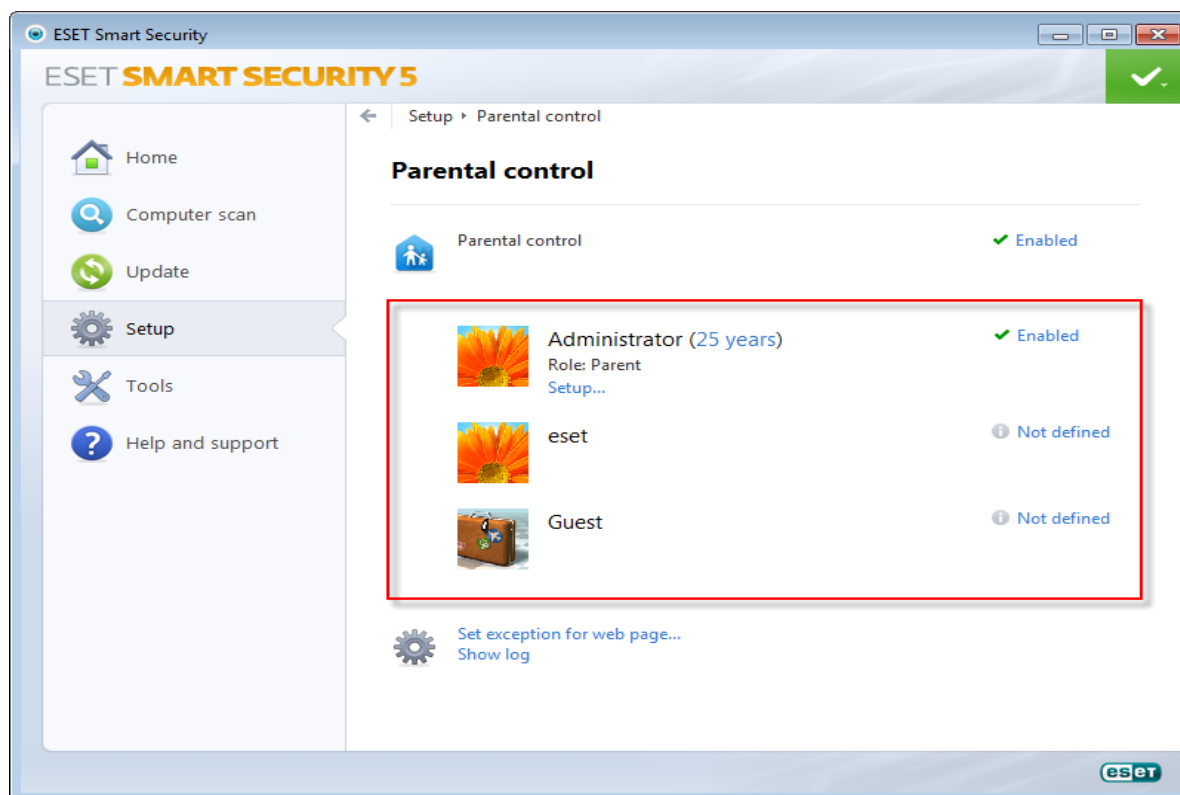 ESET Smart Security
ESET SMART SECURITY 5
Home
Computer scan
Update
Setup
Tools
Help and support
Setup ‣ Parental control
Parental control
Parental control
Enabled
Administrator (25 years)
Enabled
Role: Parent
Setup...
eset
Not defined
Guest
Not defined
Set exception for web page...
Show log
eset